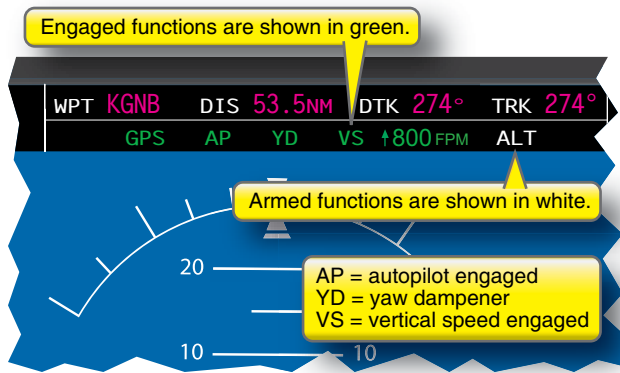 Engaged functions are shown in green.
WPT KGNB DIS 53.5NM DTK 274° TRK 274°
GPS AP YD VS ↑800 FPM ALT
Armed functions are shown in white.
20
AP = autopilot engaged
YD = yaw dampener
VS = vertical speed engaged
10 10